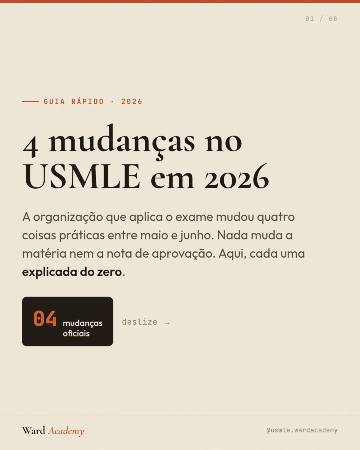 01 / 08
GUIA RÁPIDO · 2026
4 mudanças no
USMLE em 2026
A organização que aplica o exame mudou quatro
coisas práticas entre maio e junho. Nada muda a
matéria nem a nota de aprovação. Aqui, cada uma
explicada do zero.
04 mudanças
oficiais
deslize →
Ward Academy
@usmle.wardacademy